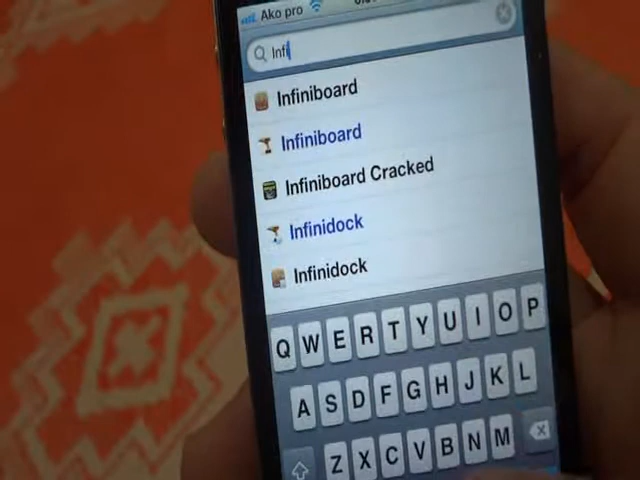 Ako pro
Infi
Infiniboard
Infiniboard
Infiniboard Cracked
Infinidock
Infinidock
Q W E R T Y U I O P
A S D F G H J K L
Z X C V B N M